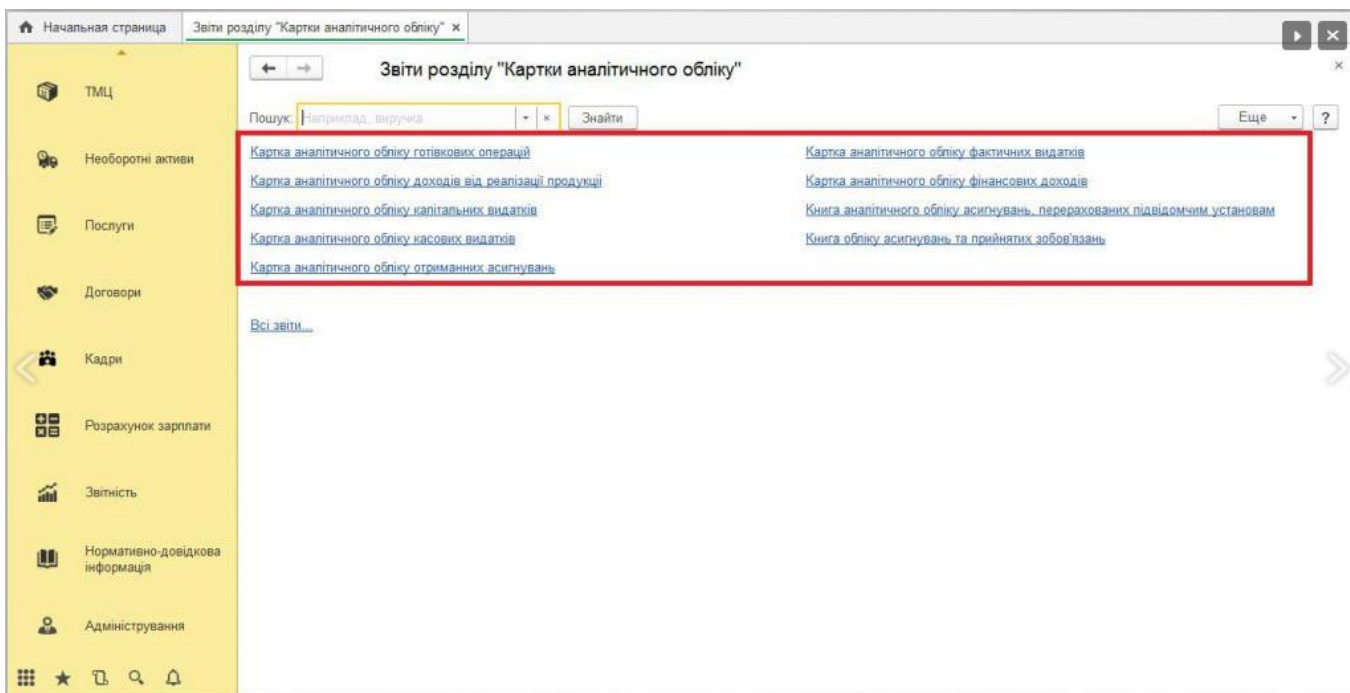 Начальная страница
Звіти розділу "Картки аналітичного обліку" ×
Звіти розділу "Картки аналітичного обліку"
Пошук: Наприклад, виручка
Знайти
Еще
?
ТМЦ
Необоротні активи
Послуги
Договори
Кадри
Розрахунок зарплати
Звітність
Нормативно-довідкова
інформація
Адміністрування
Картка аналітичного обліку готівкових операцій
Картка аналітичного обліку доходів від реалізації продукції
Картка аналітичного обліку капітальних видатків
Картка аналітичного обліку касових видатків
Картка аналітичного обліку отриманних асигнувань
Картка аналітичного обліку фактичних видатків
Картка аналітичного обліку фінансових доходів
Книга аналітичного обліку асигнувань, перерахованих підвідомчим установам
Книга обліку асигнувань та прийнятих зобов'язань
Всі звіти...